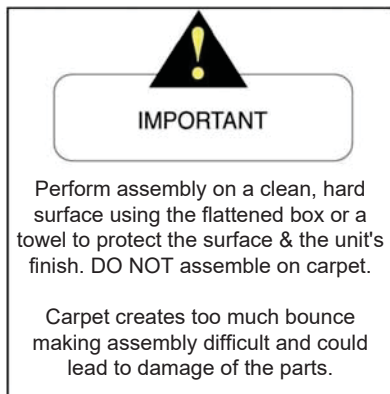 !
IMPORTANT
Perform assembly on a clean, hard
surface using the flattened box or a
towel to protect the surface & the unit's
finish. DO NOT assemble on carpet.
Carpet creates too much bounce
making assembly difficult and could
lead to damage of the parts.